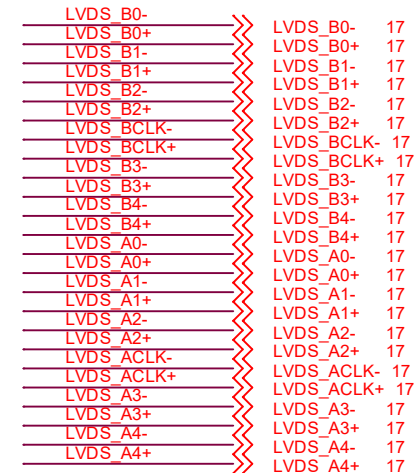 LVDS_B0- LVDS_B0- 17
LVDS_B0+ LVDS_B0+ 17
LVDS_B1- LVDS_B1- 17
LVDS_B1+ LVDS_B1+ 17
LVDS_B2- LVDS_B2- 17
LVDS_B2+ LVDS_B2+ 17
LVDS_BCLK- LVDS_BCLK- 17
LVDS_BCLK+ LVDS_BCLK+ 17
LVDS_B3- LVDS_B3- 17
LVDS_B3+ LVDS_B3+ 17
LVDS_B4- LVDS_B4- 17
LVDS_B4+ LVDS_B4+ 17
LVDS_A0- LVDS_A0- 17
LVDS_A0+ LVDS_A0+ 17
LVDS_A1- LVDS_A1- 17
LVDS_A1+ LVDS_A1+ 17
LVDS_A2- LVDS_A2- 17
LVDS_A2+ LVDS_A2+ 17
LVDS_ACLK- LVDS_ACLK- 17
LVDS_ACLK+ LVDS_ACLK+ 17
LVDS_A3- LVDS_A3- 17
LVDS_A3+ LVDS_A3+ 17
LVDS_A4- LVDS_A4- 17
LVDS_A4+ LVDS_A4+ 17